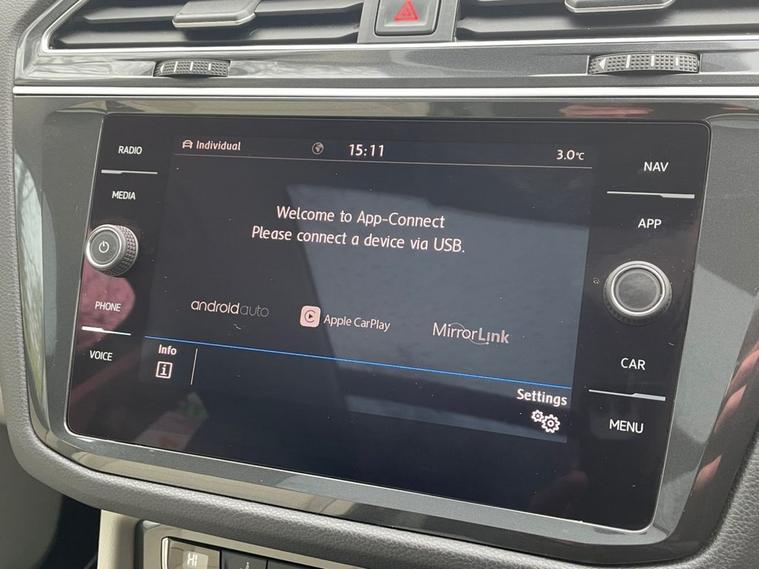 RADIO
MEDIA
PHONE
VOICE
Individual
15:11
3.0°C
Welcome to App-Connect
Please connect a device via USB.
androidauto
Apple CarPlay
MirrorLink
Info
Settings
NAV
APP
CAR
MENU
HI